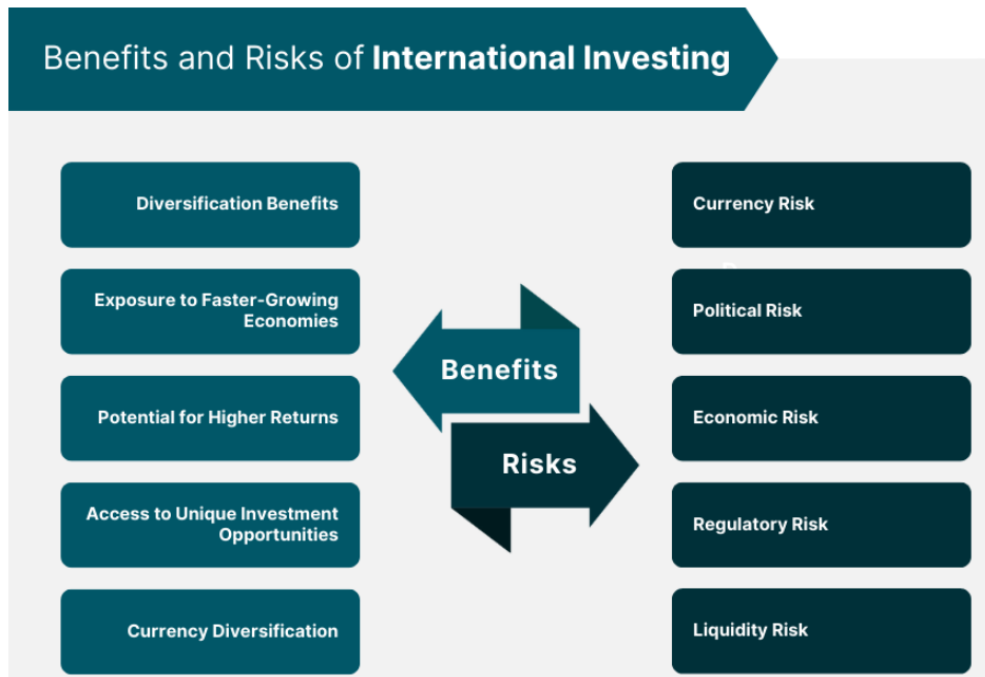 Benefits and Risks of International Investing
Diversification Benefits
Exposure to Faster-Growing
Economies
Potential for Higher Returns
Access to Unique Investment
Opportunities
Currency Diversification
Benefits
Risks
Currency Risk
Political Risk
Economic Risk
Regulatory Risk
Liquidity Risk